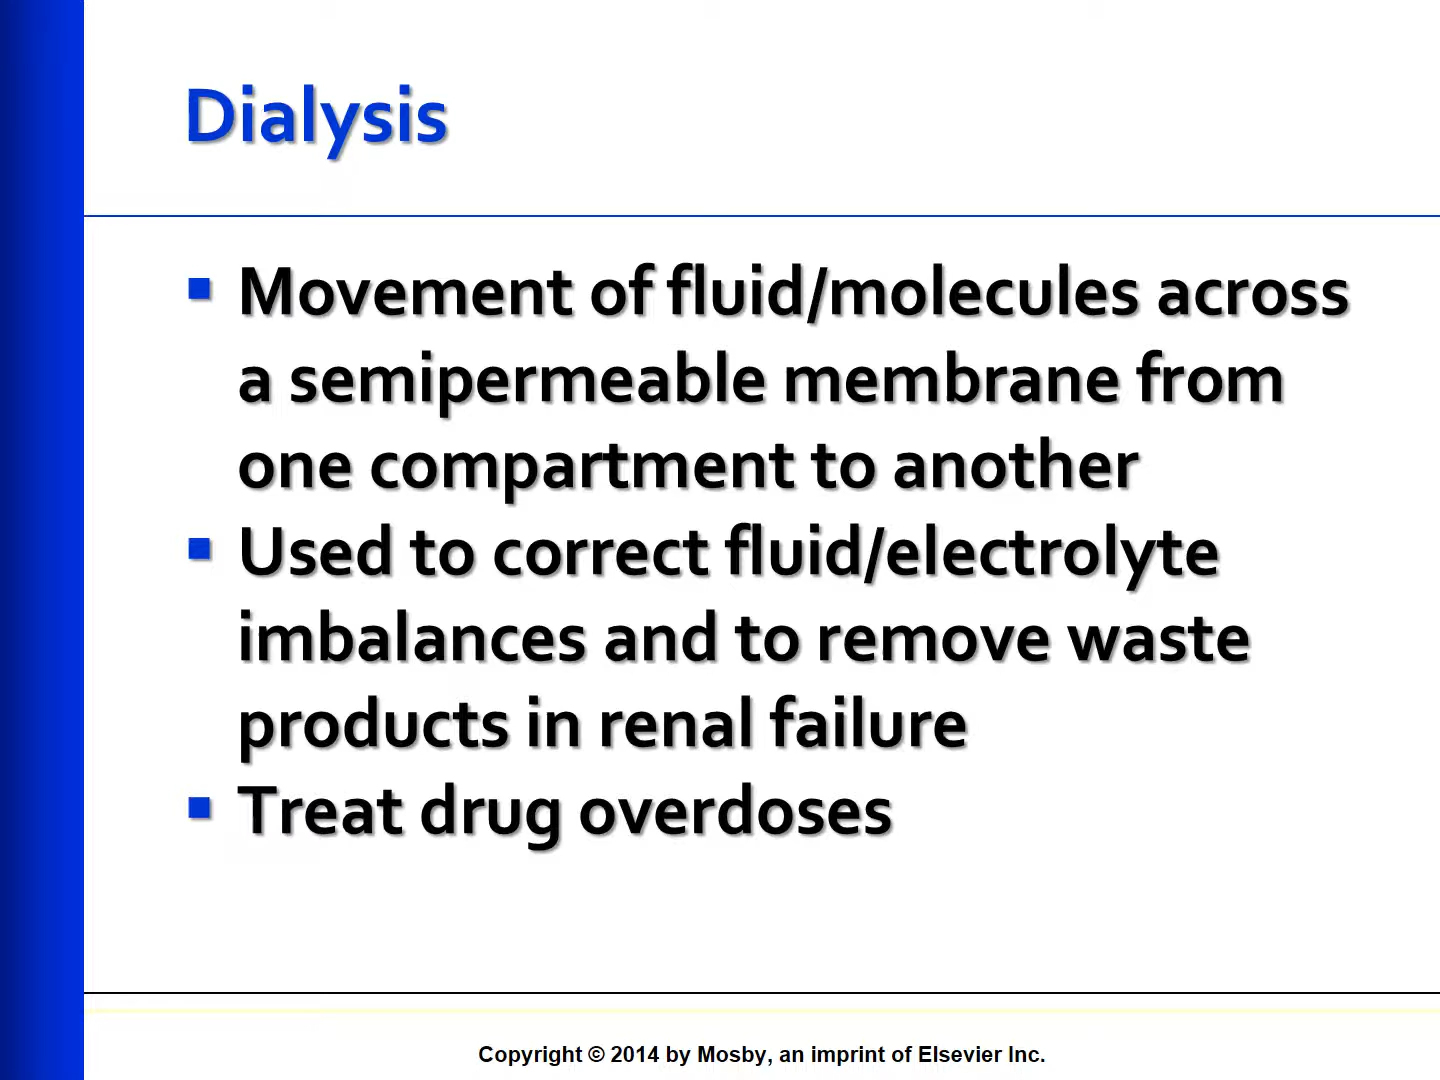 Dialysis
Movement of fluid/molecules across
a semipermeable membrane from
one compartment to another
Used to correct fluid/electrolyte
imbalances and to remove waste
products in renal failure
Treat drug overdoses
Copyright © 2014 by Mosby, an imprint of Elsevier Inc.